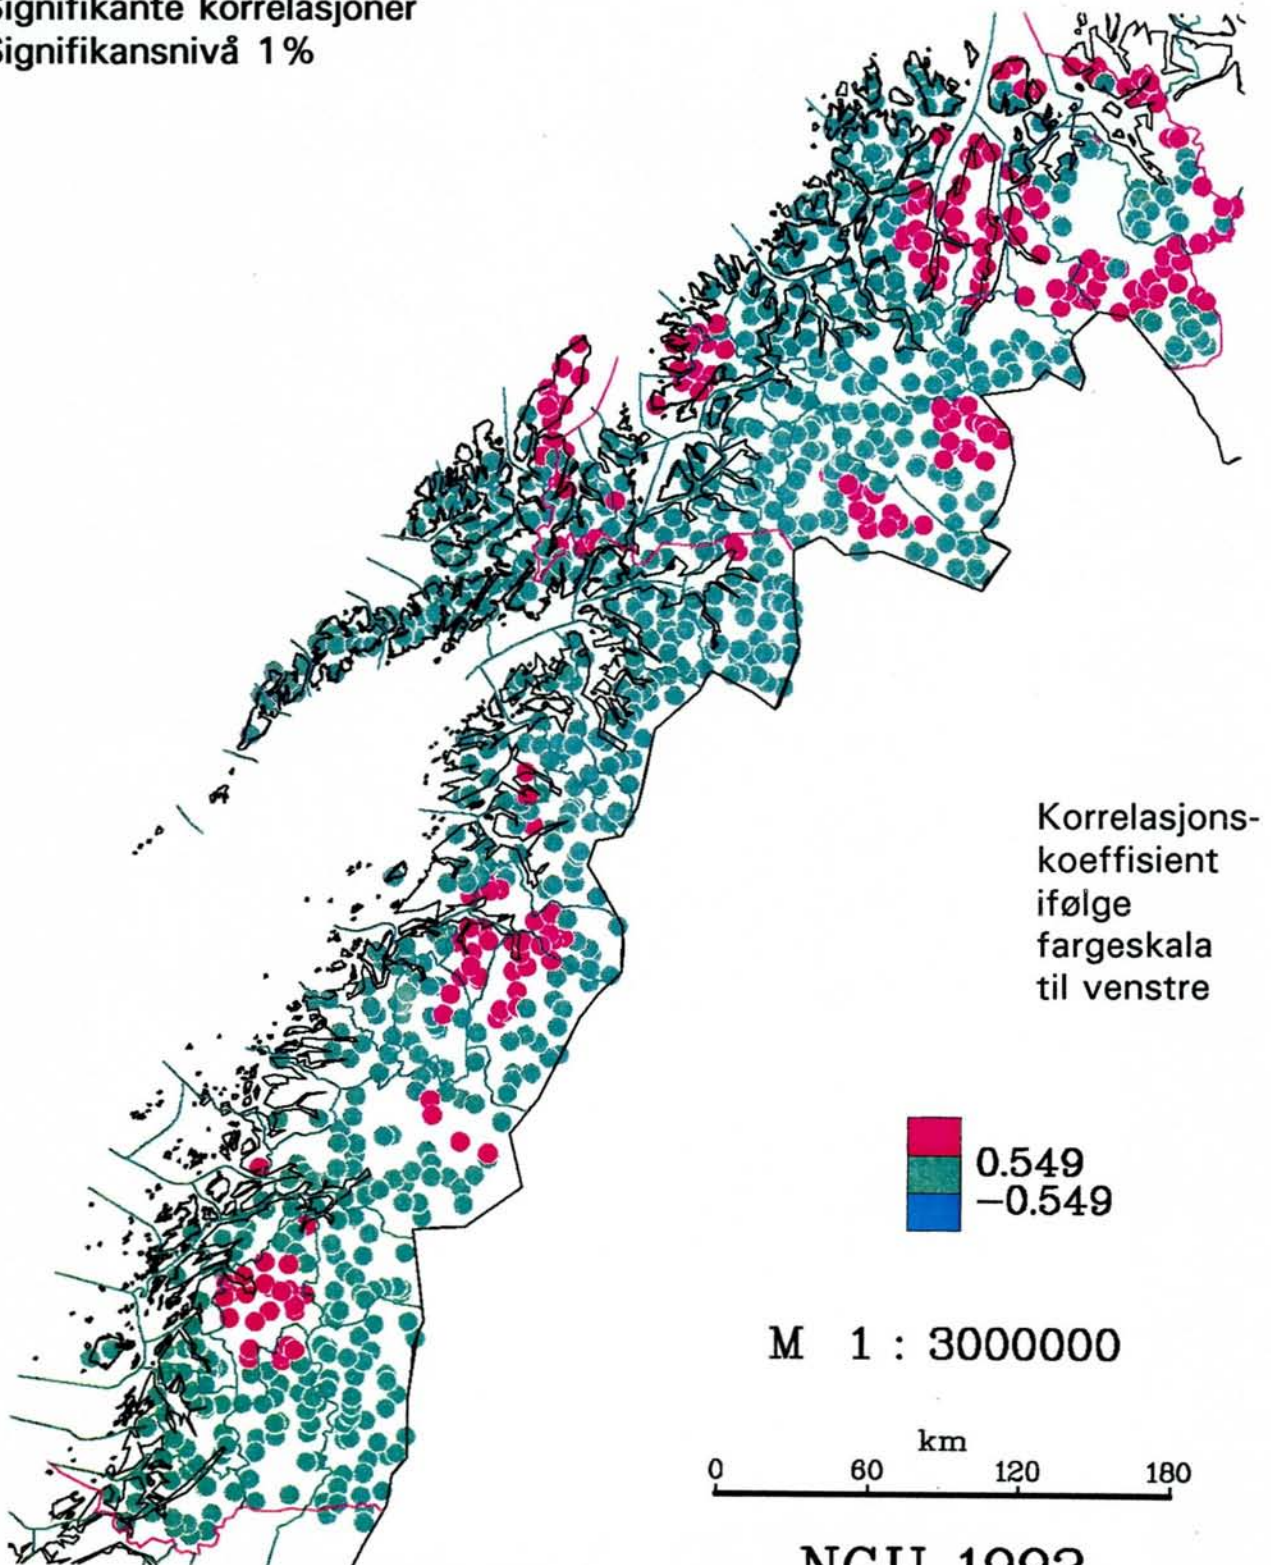 Signifikante korrelasjoner
Signifikansnivå 1%
Korrelasjons-
koeffisient
ifølge
fargeskala
til venstre
0.549
-0.549
M 1 : 3000000
km
0 60 120 180
NGU 1992